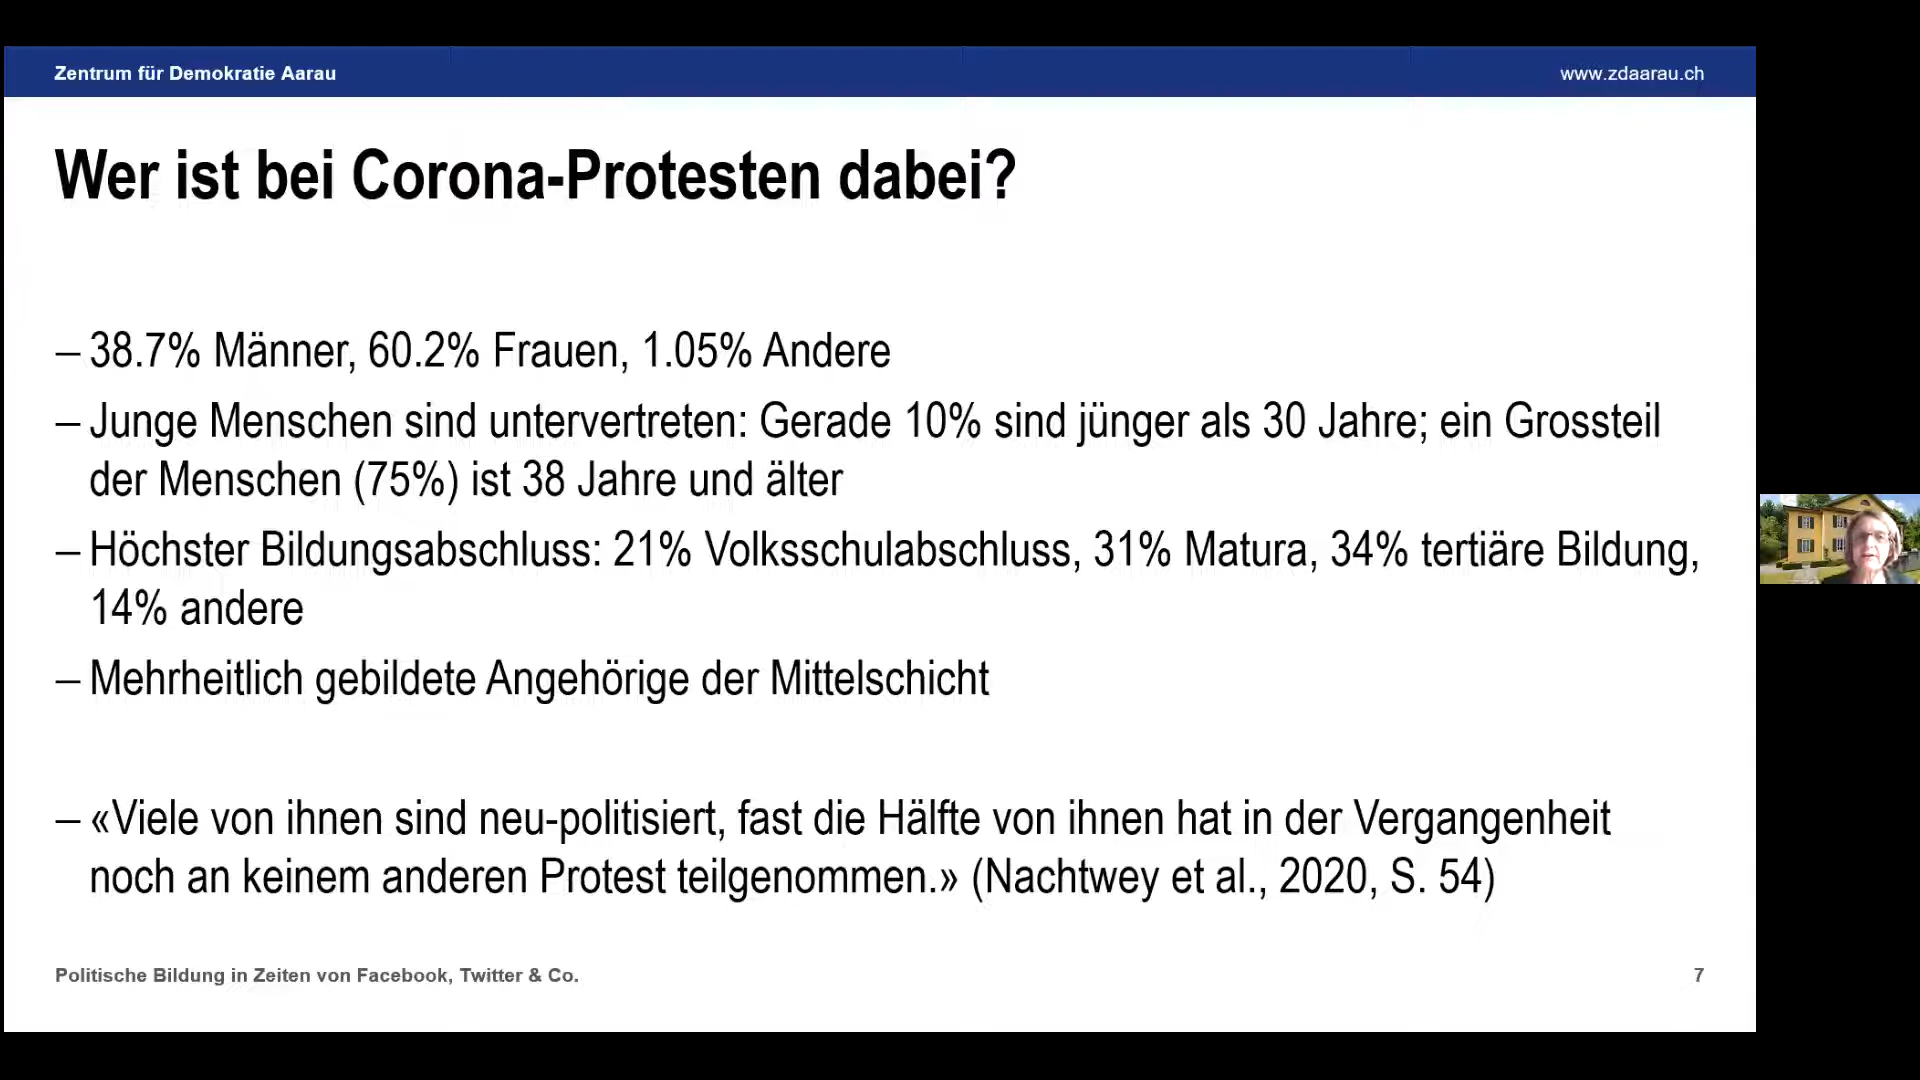 Zentrum für Demokratie Aarau
www.zdaarau.ch
Wer ist bei Corona-Protesten dabei?
– 38.7% Männer, 60.2% Frauen, 1.05% Andere
– Junge Menschen sind untervertreten: Gerade 10% sind jünger als 30 Jahre; ein Grossteil
der Menschen (75%) ist 38 Jahre und älter
– Höchster Bildungsabschluss: 21% Volksschulabschluss, 31% Matura, 34% tertiäre Bildung,
14% andere
– Mehrheitlich gebildete Angehörige der Mittelschicht
– «Viele von ihnen sind neu-politisiert, fast die Hälfte von ihnen hat in der Vergangenheit
noch an keinem anderen Protest teilgenommen.» (Nachtwey et al., 2020, S. 54)
Politische Bildung in Zeiten von Facebook, Twitter & Co.
7